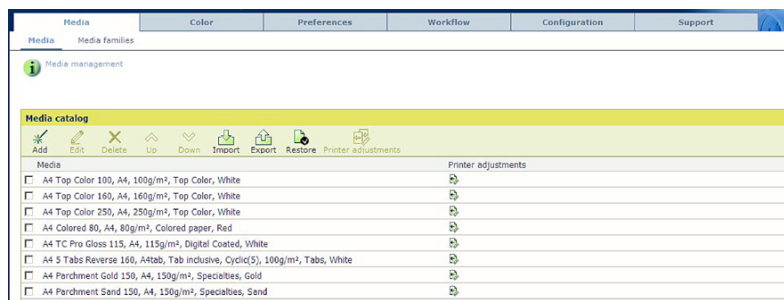 Media Color Preferences Workflow Configuration Support
Media Media families
Media management
Media catalog
Add Edit Delete Up Down Import Export Restore Printer adjustments
Media Printer adjustments
A4 Top Color 100, A4, 100g/m², Top Color, White
A4 Top Color 160, A4, 160g/m², Top Color, White
A4 Top Color 250, A4, 250g/m², Top Color, White
A4 Colored 80, A4, 80g/m², Colored paper, Red
A4 TC Pro Gloss 115, A4, 115g/m², Digital Coated, White
A4 5 Tabs Reverse 160, A4tab, Tab inclusive, Cyclic(5), 100g/m², Tabs, White
A4 Parchment Gold 150, A4, 150g/m², Specialties, Gold
A4 Parchment Sand 150, A4, 150g/m², Specialties, Sand